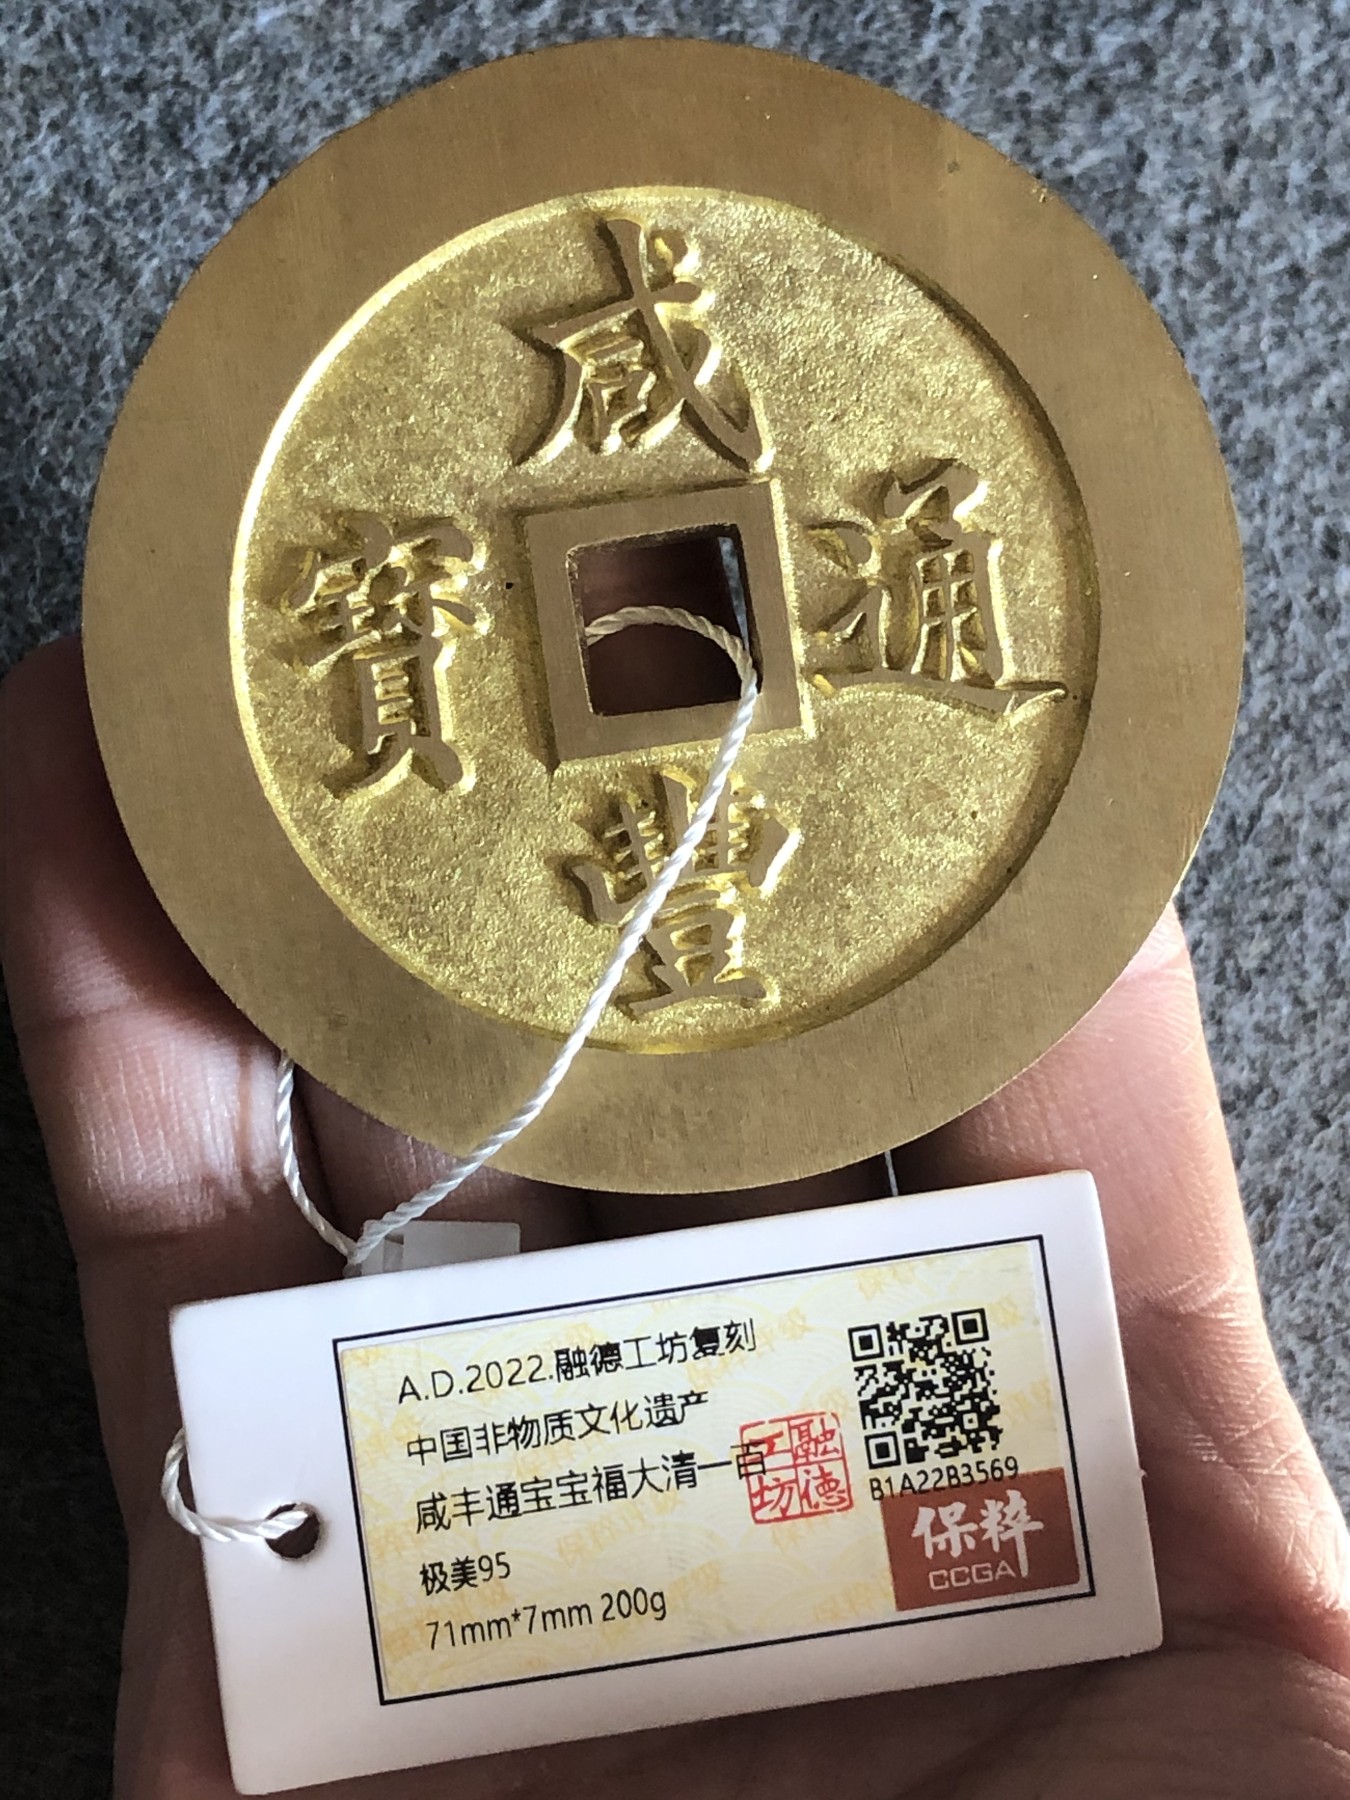 咸
豐
通
寶
A.D.2022.融德工坊复刻
中国非物质文化遗产
咸丰通宝宝福大清一百
极美95
71mm*7mm 200g
融德
工坊
B1A22B3569
保粹
CCGA